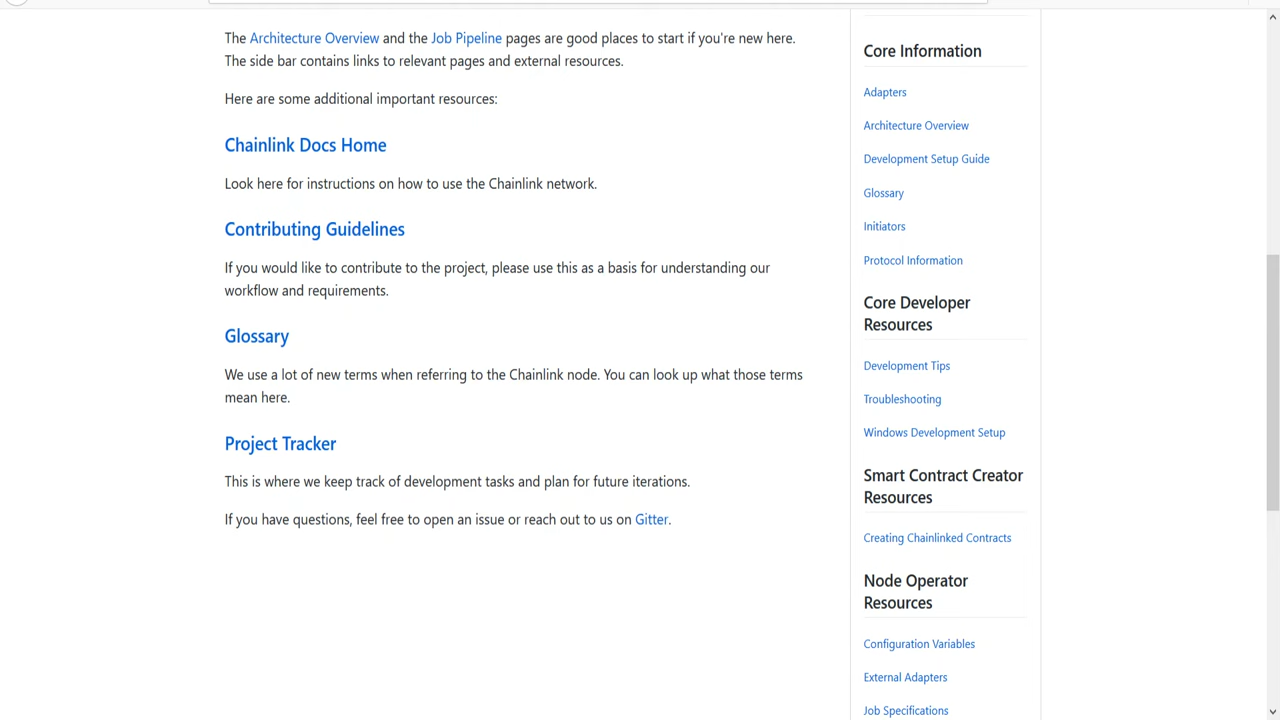 The Architecture Overview and the Job Pipeline pages are good places to start if you're new here.
The side bar contains links to relevant pages and external resources.
Here are some additional important resources:
Chainlink Docs Home
Look here for instructions on how to use the Chainlink network.
Contributing Guidelines
If you would like to contribute to the project, please use this as a basis for understanding our
workflow and requirements.
Glossary
We use a lot of new terms when referring to the Chainlink node. You can look up what those terms
mean here.
Project Tracker
This is where we keep track of development tasks and plan for future iterations.
If you have questions, feel free to open an issue or reach out to us on Gitter.
Core Information
Adapters
Architecture Overview
Development Setup Guide
Glossary
Initiators
Protocol Information
Core Developer
Resources
Development Tips
Troubleshooting
Windows Development Setup
Smart Contract Creator
Resources
Creating Chainlinked Contracts
Node Operator
Resources
Configuration Variables
External Adapters
Job Specifications